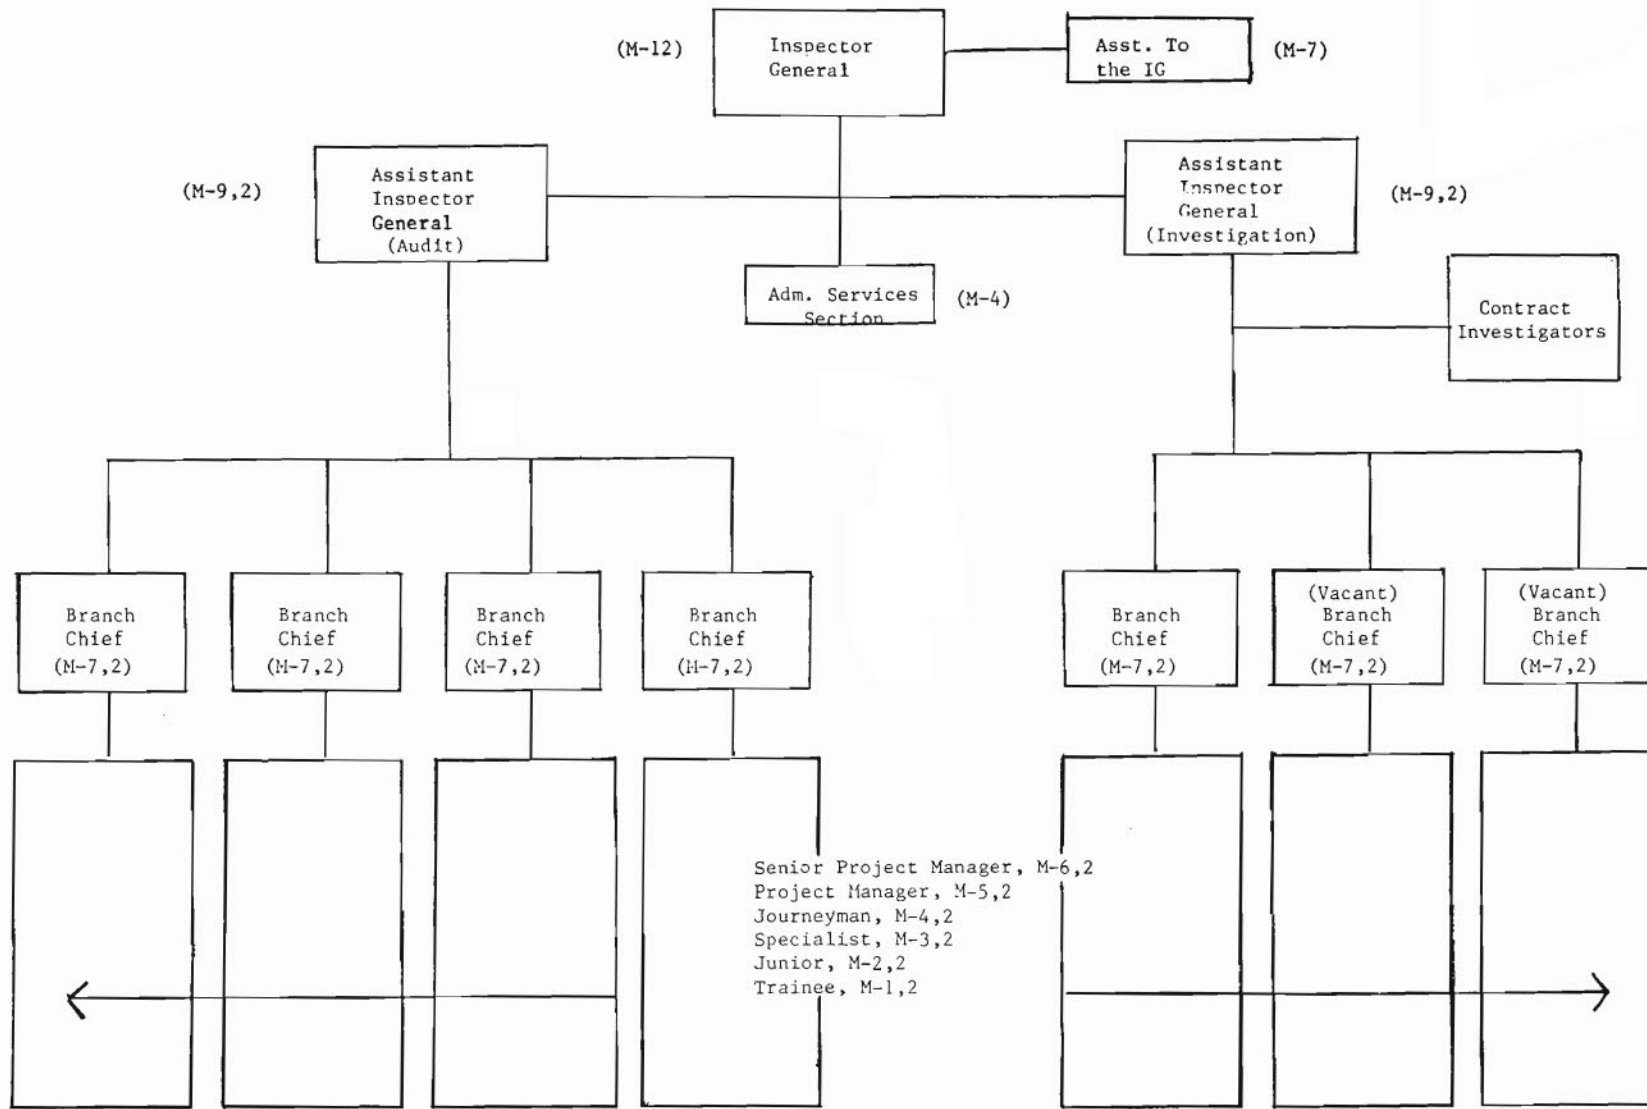 (M-12)
Inspector
General
Asst. To
the IG
(M-7)
(M-9,2)
Assistant
Inspector
General
(Audit)
Assistant
Inspector
General
(Investigation)
(M-9,2)
Adm. Services
Section
(M-4)
Contract
Investigators
Branch
Chief
(M-7,2)
Branch
Chief
(M-7,2)
Branch
Chief
(M-7,2)
Branch
Chief
(M-7,2)
Branch
Chief
(M-7,2)
(Vacant)
Branch
Chief
(M-7,2)
(Vacant)
Branch
Chief
(M-7,2)
Senior Project Manager, M-6,2
Project Manager, M-5,2
Journeyman, M-4,2
Specialist, M-3,2
Junior, M-2,2
Trainee, M-1,2